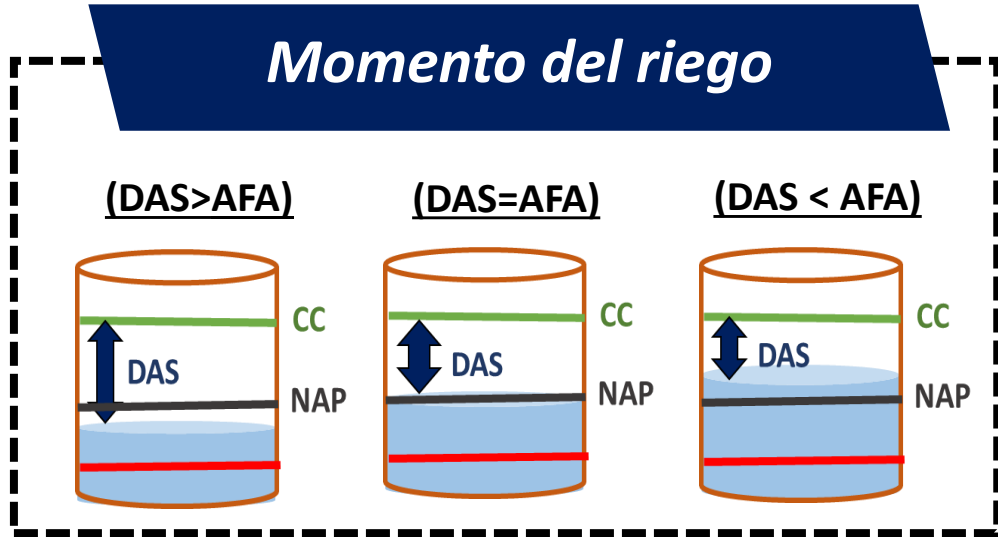 Momento del riego
(DAS>AFA)
(DAS=AFA)
(DAS < AFA)
CC
DAS
NAP
CC
DAS
NAP
CC
DAS
NAP